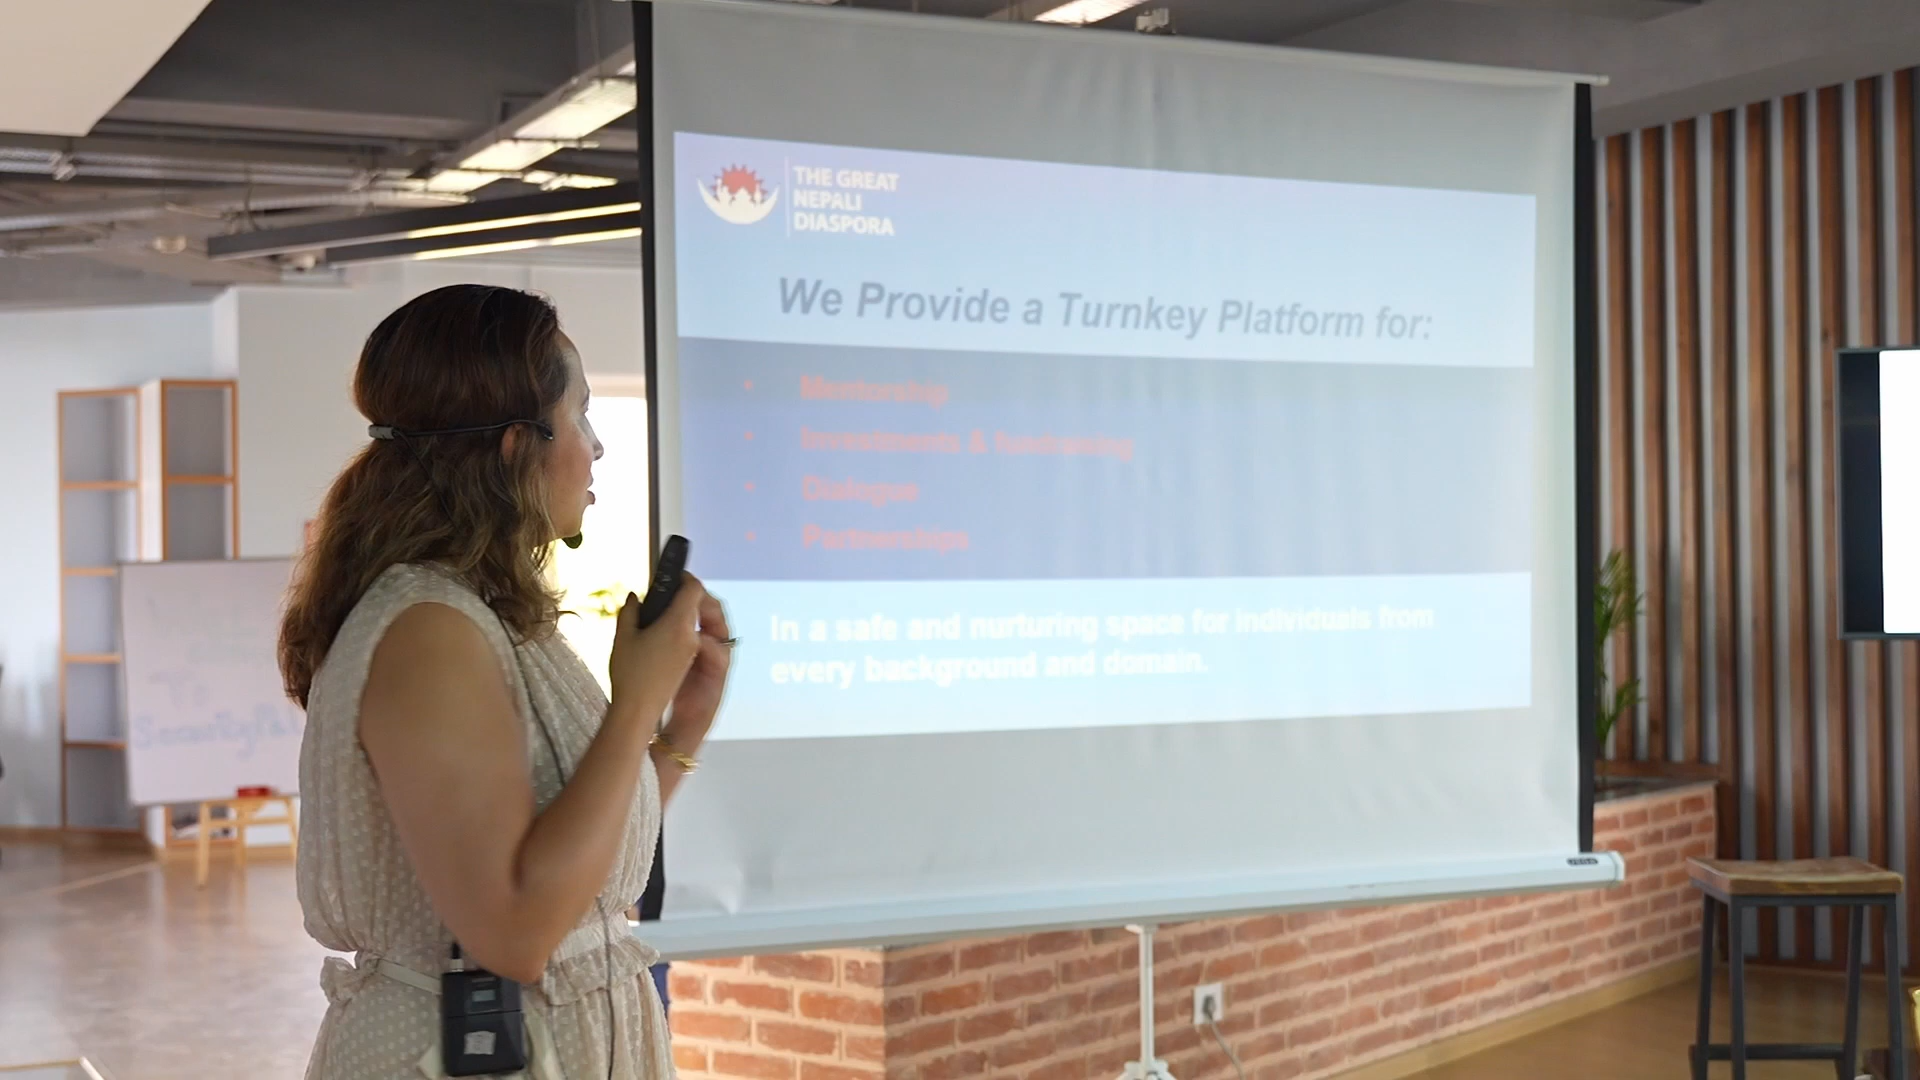 THE GREAT
NEPALI
DIASPORA
We Provide a Turnkey Platform for:
• Mentorship
• Investments & fundraising
• Dialogue
• Partnerships
In a safe and nurturing space for individuals from
every background and domain.